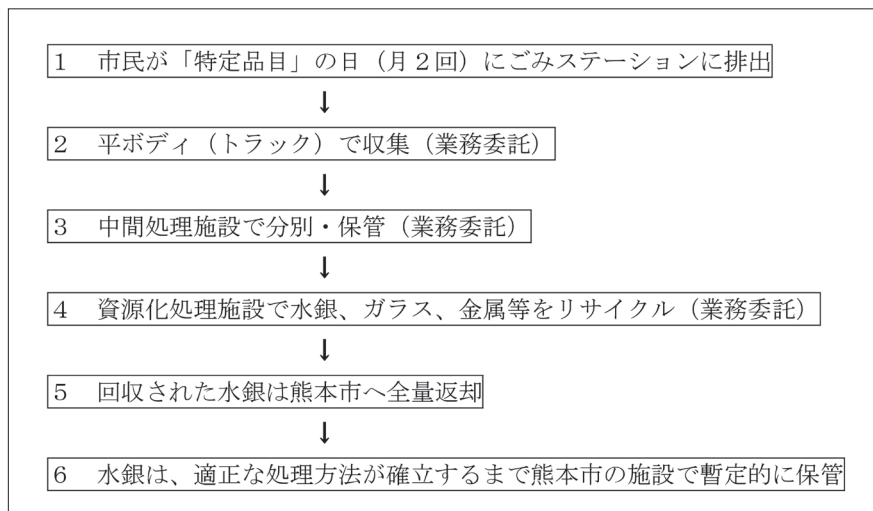 1 市民が「特定品目」の日（月２回）にごみステーションに排出
↓
2 平ボディ（トラック）で収集（業務委託）
↓
3 中間処理施設で分別・保管（業務委託）
↓
4 資源化処理施設で水銀、ガラス、金属等をリサイクル（業務委託）
↓
5 回収された水銀は熊本市へ全量返却
↓
6 水銀は、適正な処理方法が確立するまで熊本市の施設で暫定的に保管